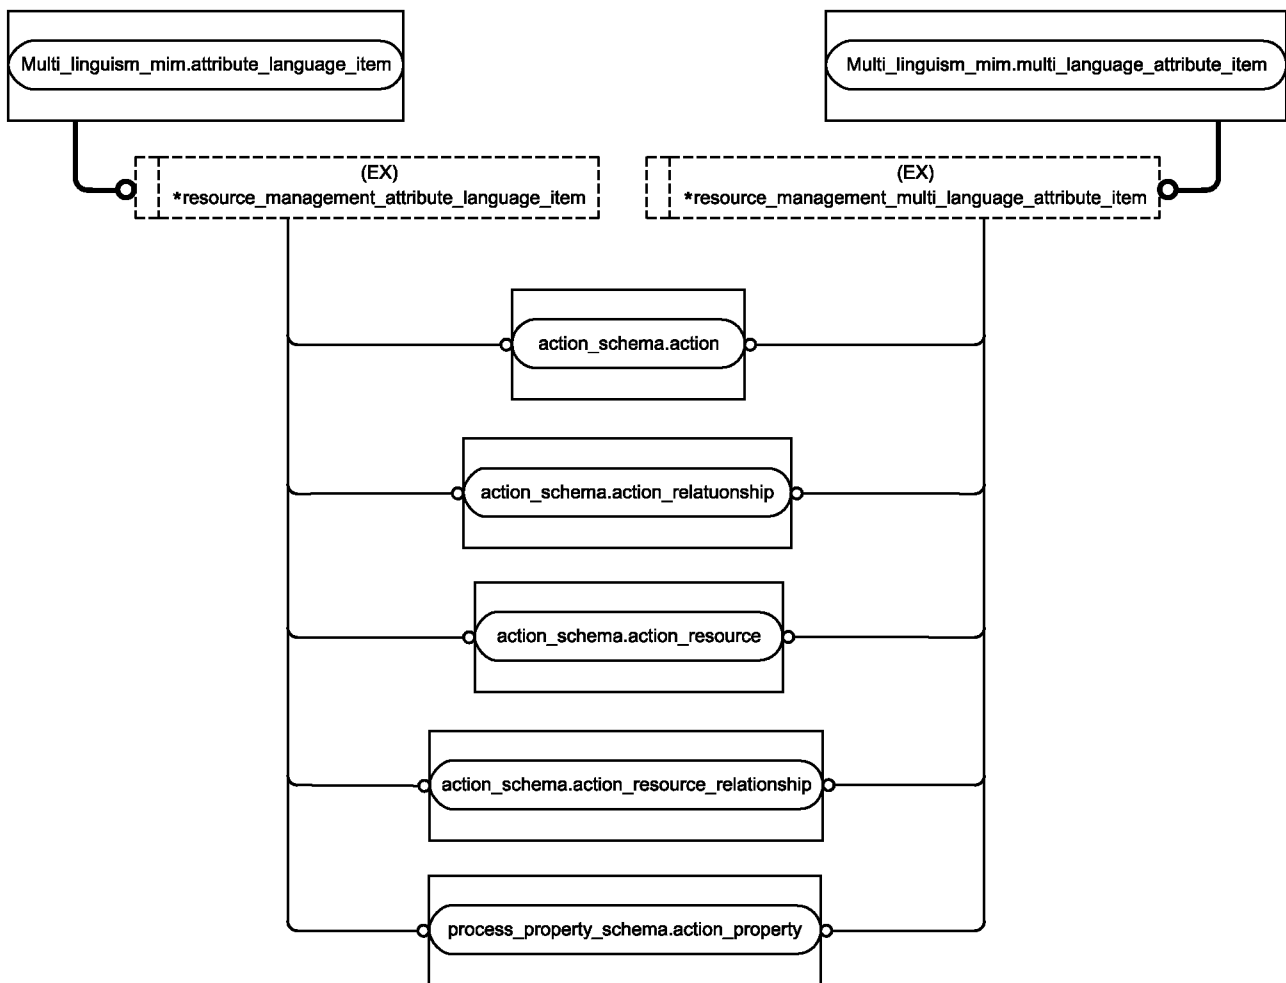 Multi_linguism_mim.attribute_language_item
Multi_linguism_mim.multi_language_attribute_item
(EX)
*resource_management_attribute_language_item
(EX)
*resource_management_multi_language_attribute_item
action_schema.action
action_schema.action_relatuonship
action_schema.action_resource
action_schema.action_resource_relationship
process_property_schema.action_property